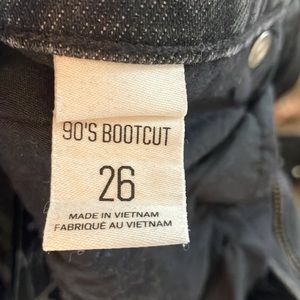 90'S BOOTCUT
26
MADE IN VIETNAM
FABRIQUÉ AU VIETNAM